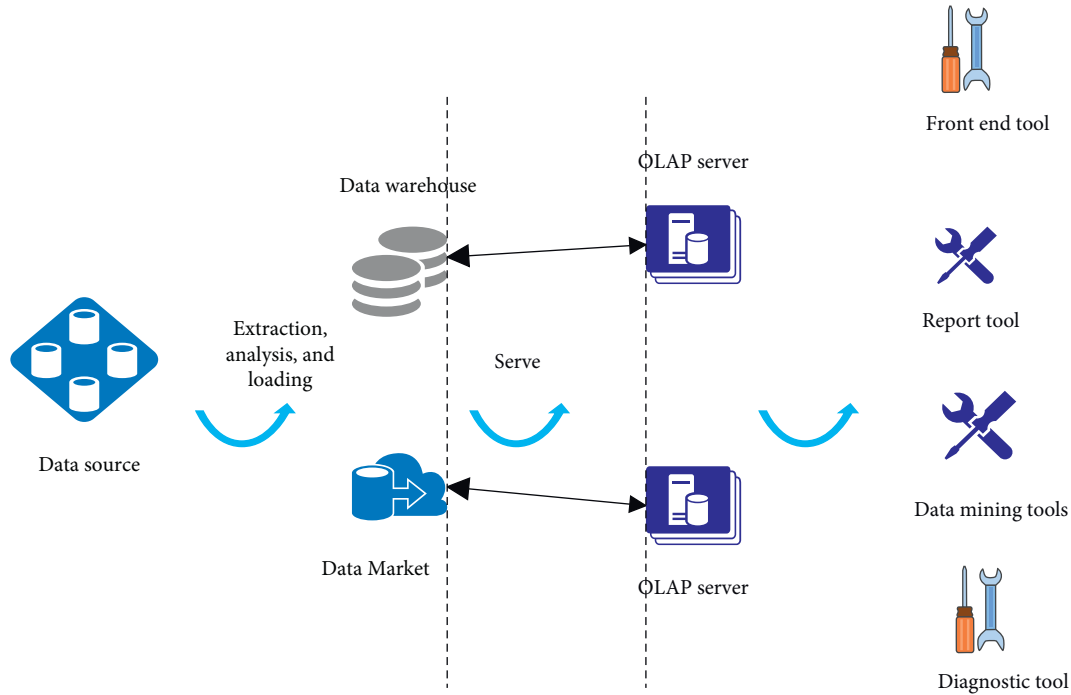 Data source
Extraction,
analysis, and
loading
Data warehouse
Data Market
Serve
OLAP server
OLAP server
Front end tool
Report tool
Data mining tools
Diagnostic tool